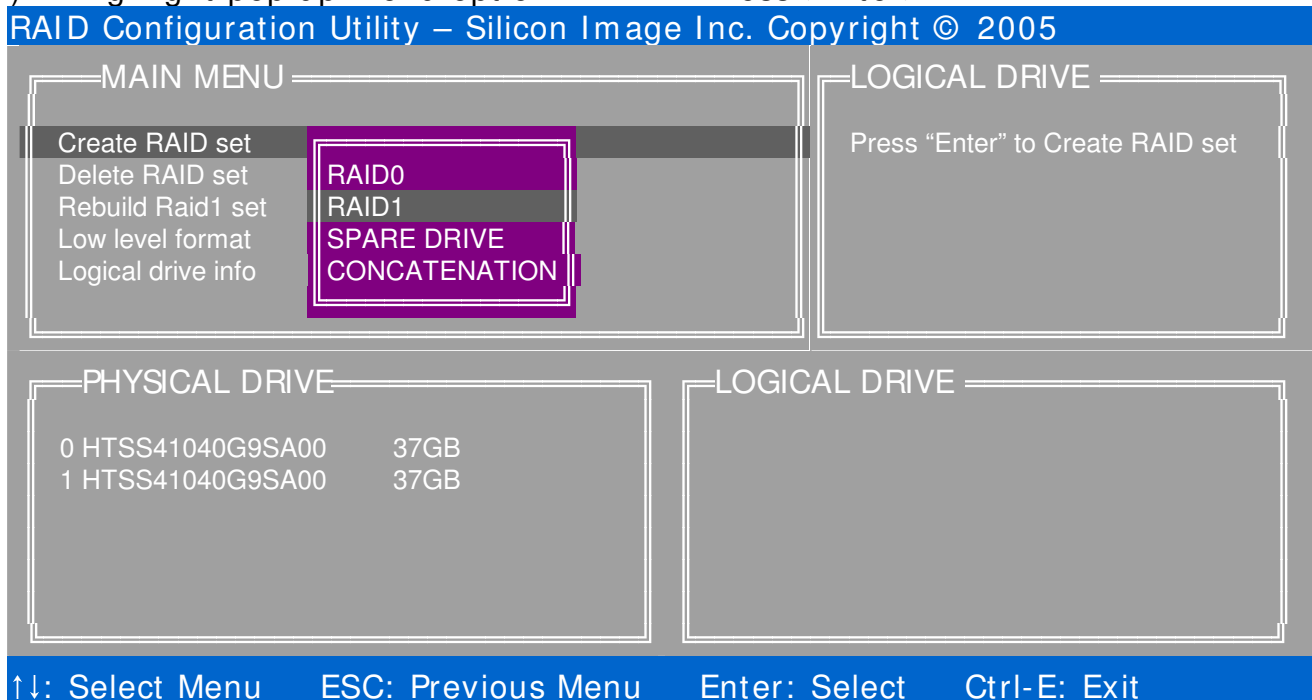 RAID Configuration Utility – Silicon Image Inc. Copyright © 2005
MAIN MENU
Create RAID set
Delete RAID set
Rebuild Raid1 set
Low level format
Logical drive info
RAID0
RAID1
SPARE DRIVE
CONCATENATION
LOGICAL DRIVE
Press “Enter” to Create RAID set
PHYSICAL DRIVE
0 HTSS41040G9SA00 37GB
1 HTSS41040G9SA00 37GB
LOGICAL DRIVE
↑↓: Select Menu ESC: Previous Menu Enter: Select Ctrl-E: Exit